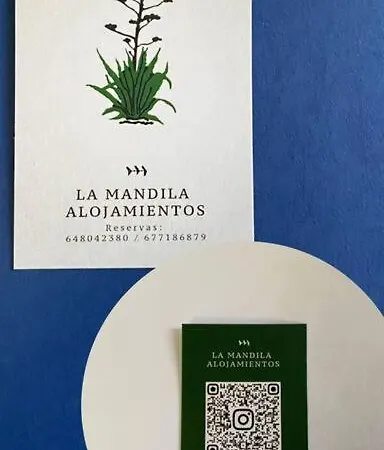 LA MANDILA
ALOJAMIENTOS
Reservas:
648042380 / 677186879
LA MANDILA
ALOJAMIENTOS